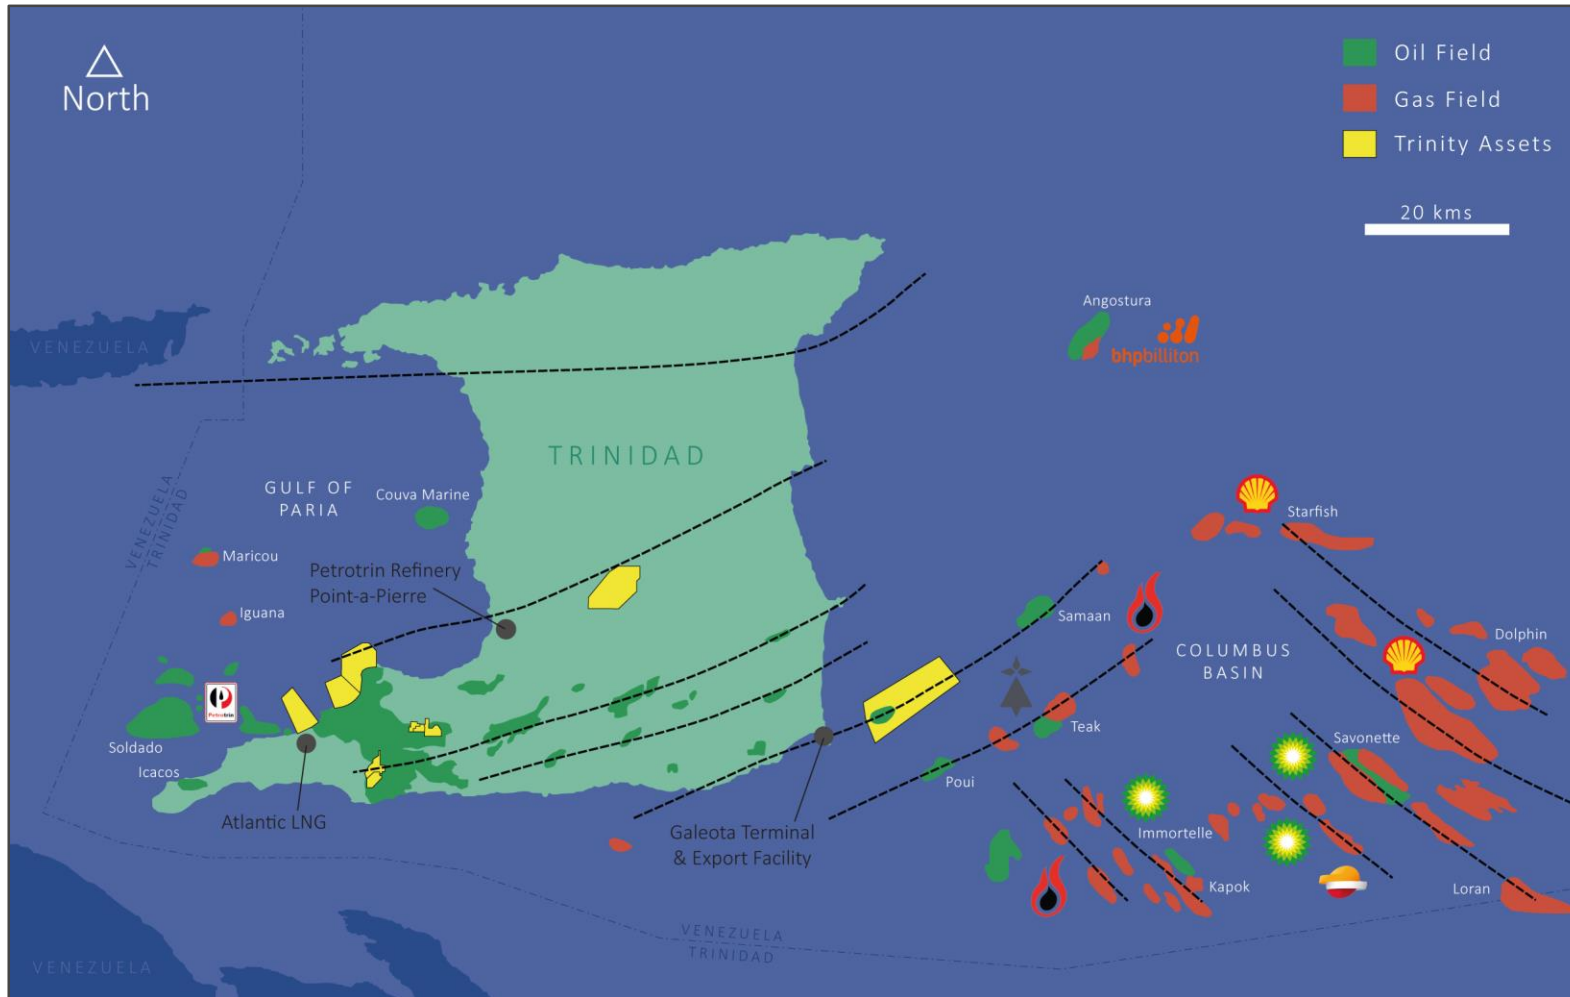 North
Oil Field
Gas Field
Trinity Assets
20 kms
VENEZUELA
Angostura
bhpbilliton
TRINIDAD
GULF OF
PARIA
Couva Marine
VENEZUELA
TRINIDAD
Maricou
Petrotrin Refinery
Point-a-Pierre
Iguana
Starfish
Samaan
COLUMBUS
BASIN
Dolphin
Petrotrin
Soldado
Icacos
Atlantic LNG
Teak
Savonette
Poui
Galeota Terminal
& Export Facility
Immortelle
Kapok
Loran
VENEZUELA
TRINIDAD
VENEZUELA